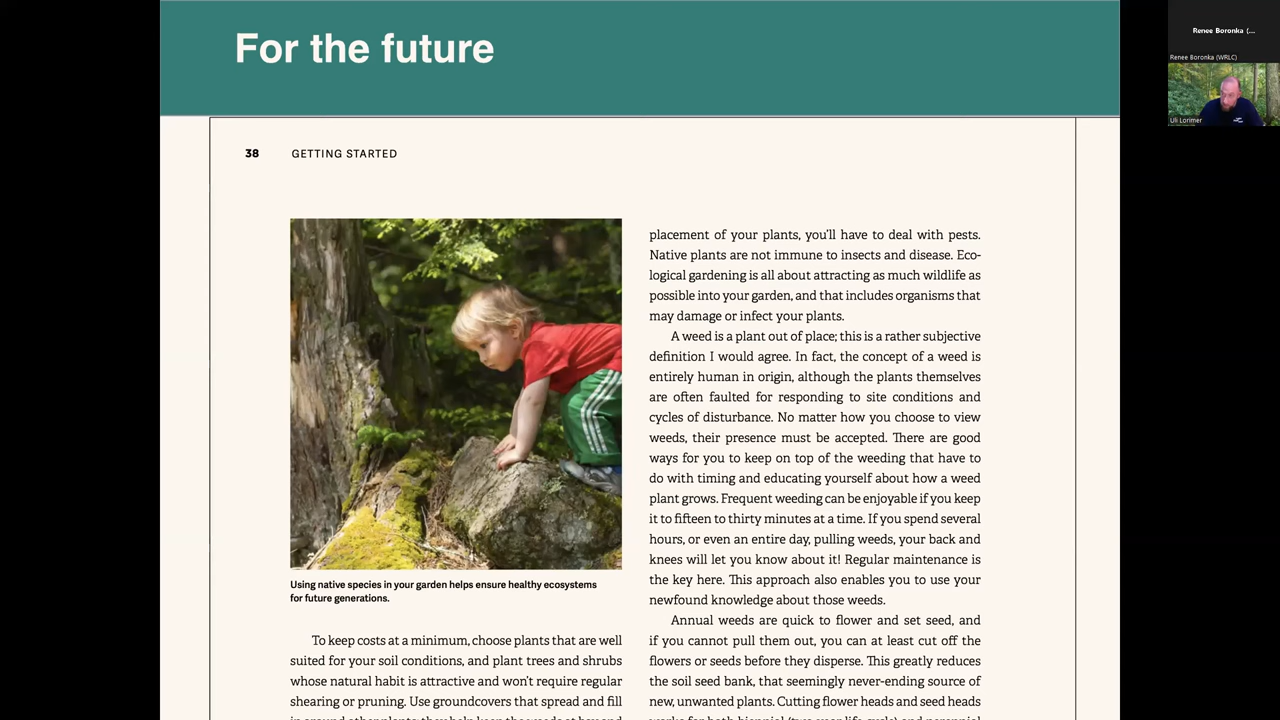 For the future
Renee Boronka (...
Renee Boronka (WRLC)
Uli Lorimer
38 GETTING STARTED
Using native species in your garden helps ensure healthy ecosystems
for future generations.
To keep costs at a minimum, choose plants that are well
suited for your soil conditions, and plant trees and shrubs
whose natural habit is attractive and won't require regular
shearing or pruning. Use groundcovers that spread and fill
placement of your plants, you'll have to deal with pests.
Native plants are not immune to insects and disease. Eco-
logical gardening is all about attracting as much wildlife as
possible into your garden, and that includes organisms that
may damage or infect your plants.
A weed is a plant out of place; this is a rather subjective
definition I would agree. In fact, the concept of a weed is
entirely human in origin, although the plants themselves
are often faulted for responding to site conditions and
cycles of disturbance. No matter how you choose to view
weeds, their presence must be accepted. There are good
ways for you to keep on top of the weeding that have to
do with timing and educating yourself about how a weed
plant grows. Frequent weeding can be enjoyable if you keep
it to fifteen to thirty minutes at a time. If you spend several
hours, or even an entire day, pulling weeds, your back and
knees will let you know about it! Regular maintenance is
the key here. This approach also enables you to use your
newfound knowledge about those weeds.
Annual weeds are quick to flower and set seed, and
if you cannot pull them out, you can at least cut off the
flowers or seeds before they disperse. This greatly reduces
the soil seed bank, that seemingly never-ending source of
new, unwanted plants. Cutting flower heads and seed heads